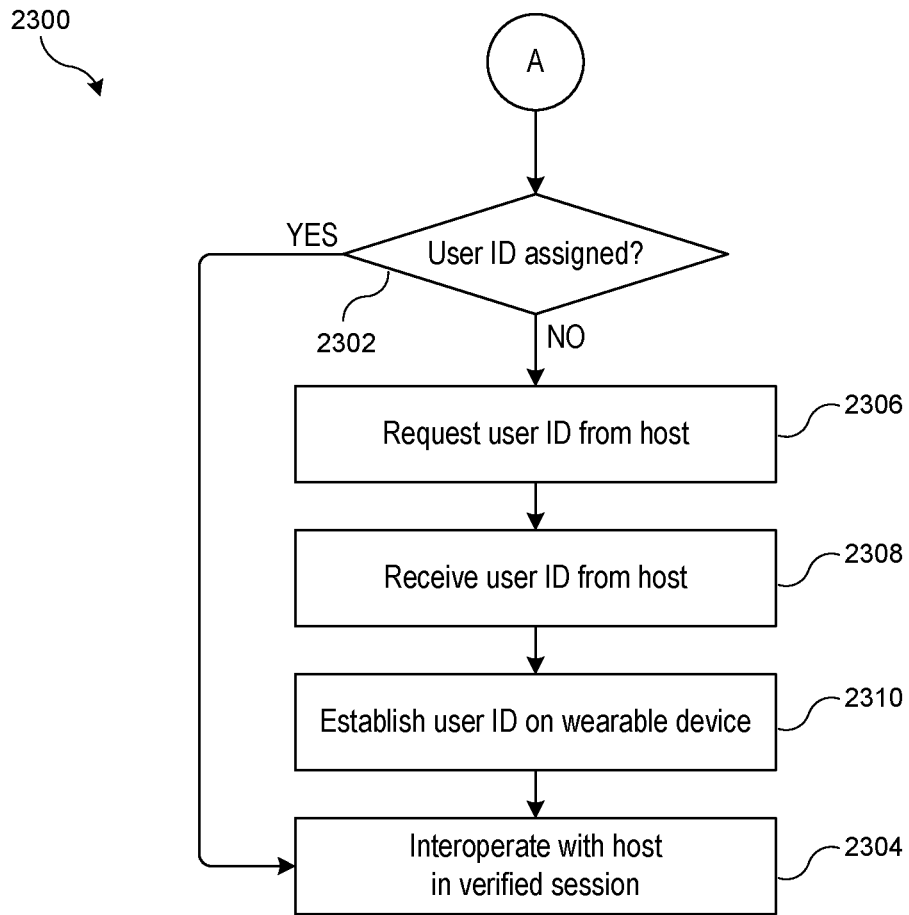 2300
A
YES
User ID assigned?
2302
NO
Request user ID from host
2306
Receive user ID from host
2308
Establish user ID on wearable device
2310
Interoperate with host
in verified session
2304